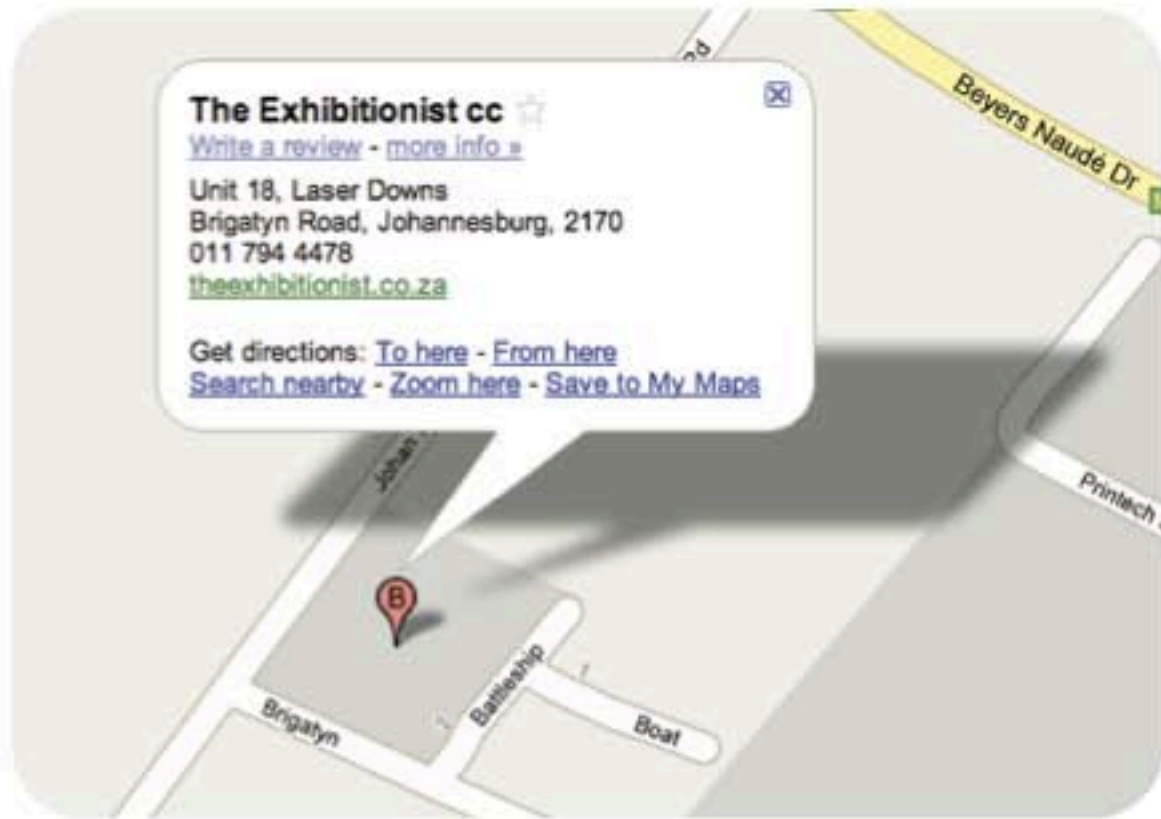 The Exhibitionist cc
Write a review - more info »
Unit 18, Laser Downs
Brigatyn Road, Johannesburg, 2170
011 794 4478
theexhibitionist.co.za
Get directions: To here - From here
Search nearby - Zoom here - Save to My Maps
Rd
Beyers Naudé Dr
Johan
Printech
B
Battleship
Boat
Brigatyn